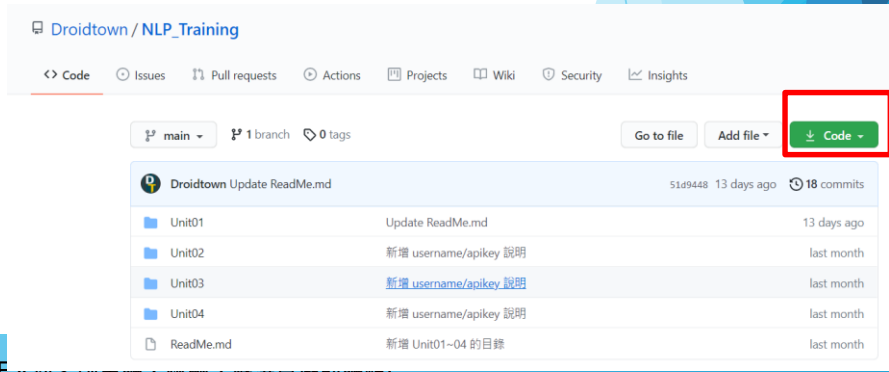 Droidtown / NLP_Training
<> Code Issues Pull requests Actions Projects Wiki Security Insights
main 1 branch 0 tags Go to file Add file Code
Droidtown Update ReadMe.md 51d9448 13 days ago 18 commits
Unit01 Update ReadMe.md 13 days ago
Unit02 新增 username/apikey 說明 last month
Unit03 新增 username/apikey 說明 last month
Unit04 新增 username/apikey 說明 last month
ReadMe.md 新增 Unit01~04 的目錄 last month